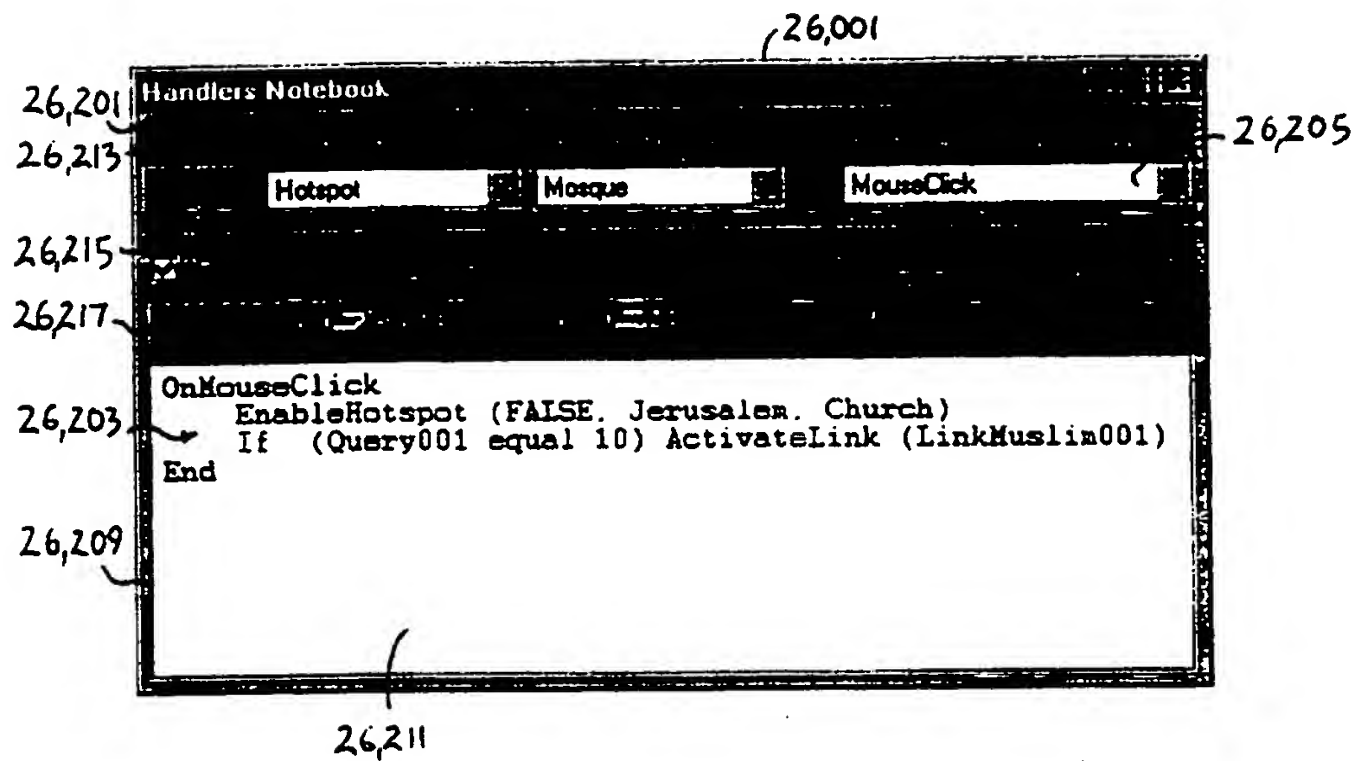 26,001
Handlers Notebook
26,201
26,205
26,213
Hotspot Mosque MouseClick
26,215
26,217
OnMouseClick
EnableHotspot (FALSE. Jerusalem. Church)
26,203
If (Query001 equal 10) ActivateLink (LinkMuslim001)
End
26,209
26,211